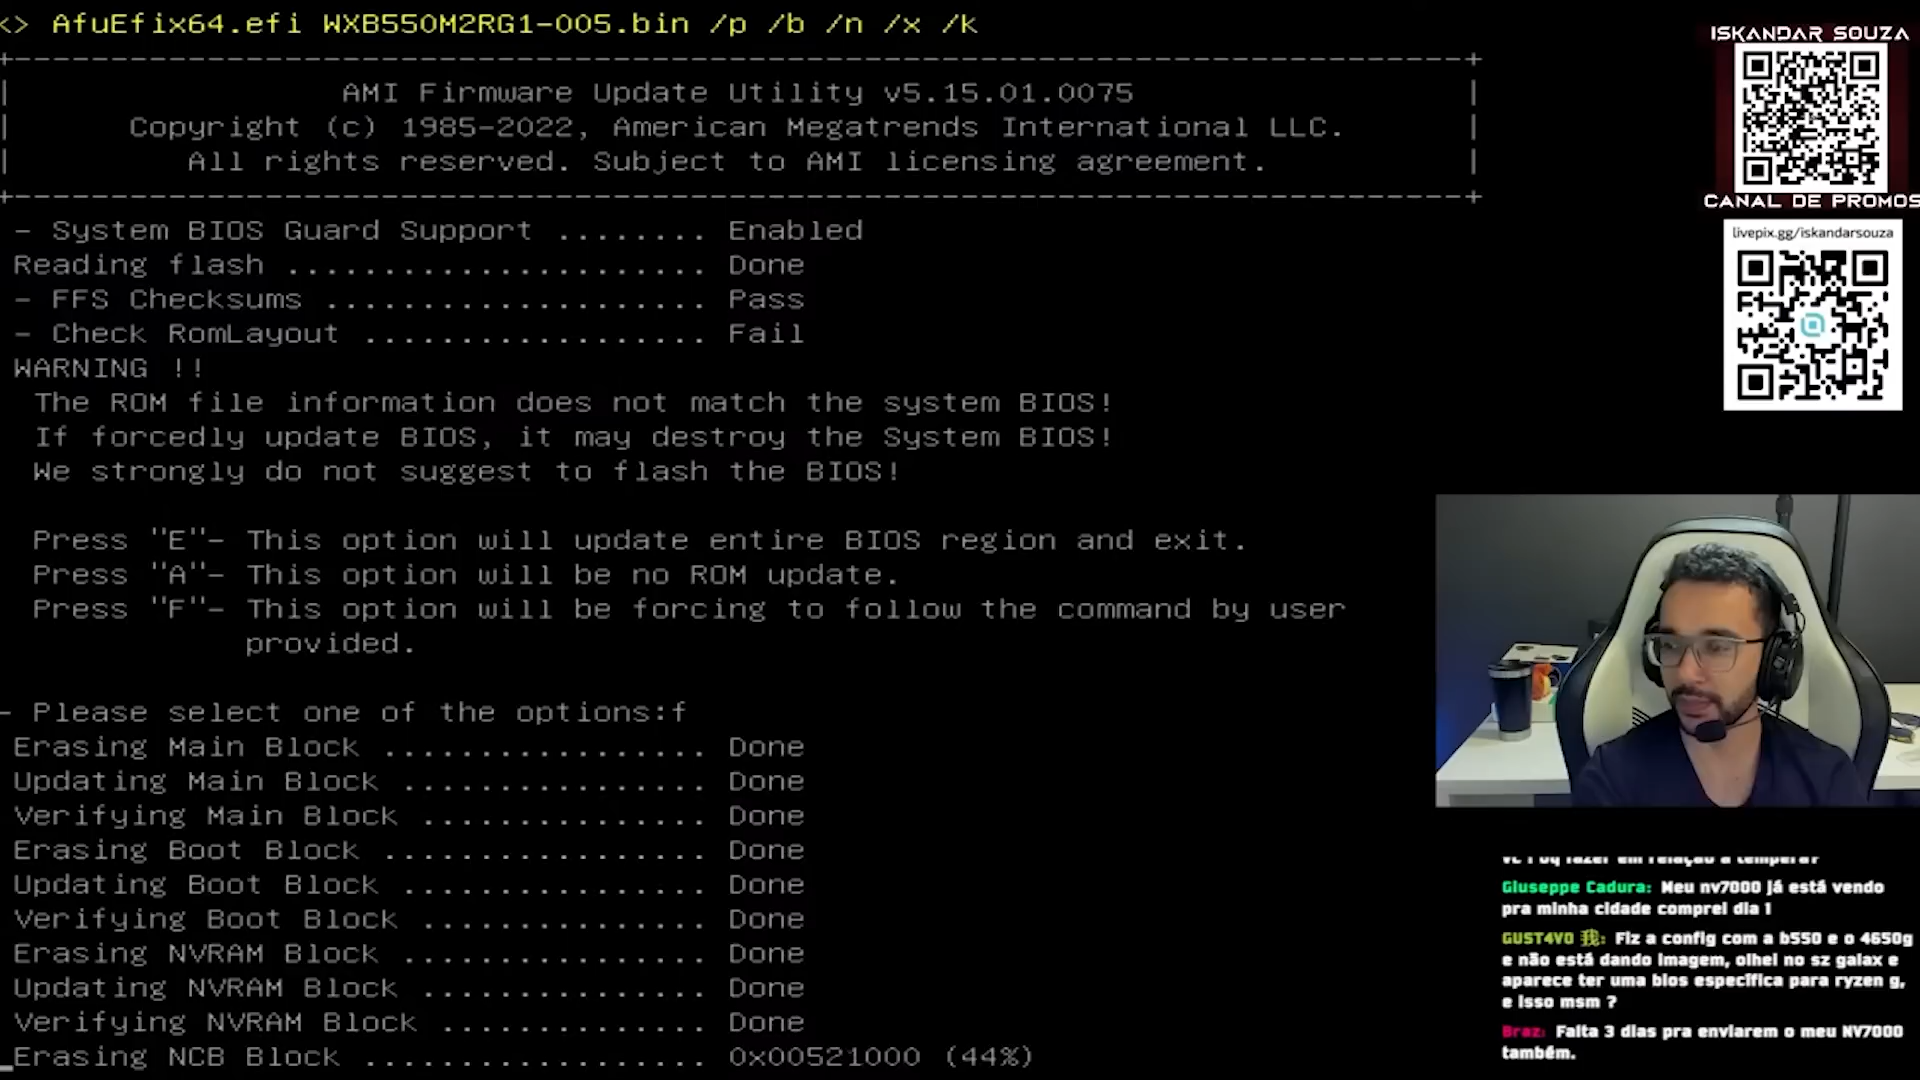 <> AfuEfix64.efi WXB550M2RG1-005.bin /p /b /n /x /k
AMI Firmware Update Utility v5.15.01.0075
Copyright (c) 1985-2022, American Megatrends International LLC.
All rights reserved. Subject to AMI licensing agreement.
- System BIOS Guard Support ........ Enabled
Reading flash ...................... Done
- FFS Checksums .................... Pass
- Check RomLayout .................. Fail
WARNING !!
The ROM file information does not match the system BIOS!
If forcedly update BIOS, it may destroy the System BIOS!
We strongly do not suggest to flash the BIOS!
Press "E"- This option will update entire BIOS region and exit.
Press "A"- This option will be no ROM update.
Press "F"- This option will be forcing to follow the command by user
provided.
- Please select one of the options:f
Erasing Main Block ................. Done
Updating Main Block ................ Done
Verifying Main Block ............... Done
Erasing Boot Block ................. Done
Updating Boot Block ................ Done
Verifying Boot Block ............... Done
Erasing NVRAM Block ................ Done
Updating NVRAM Block ............... Done
Verifying NVRAM Block .............. Done
Erasing NCB Block .................. 0x00521000 (44%)
ISKANDAR SOUZA
CANAL DE PROMOS
livepix.gg/iskandarsouza
fazer em relação a temperar
Giuseppe Cadura: Meu nv7000 já está vendo
pra minha cidade comprei dia 1
GUST4V0 我: Fiz a config com a b550 e o 4650g
e não está dando imagem, olhei no sz galax e
aparece ter uma bios específica para ryzen g,
e isso msm ?
Braz: Falta 3 dias pra enviarem o meu NV7000
também.